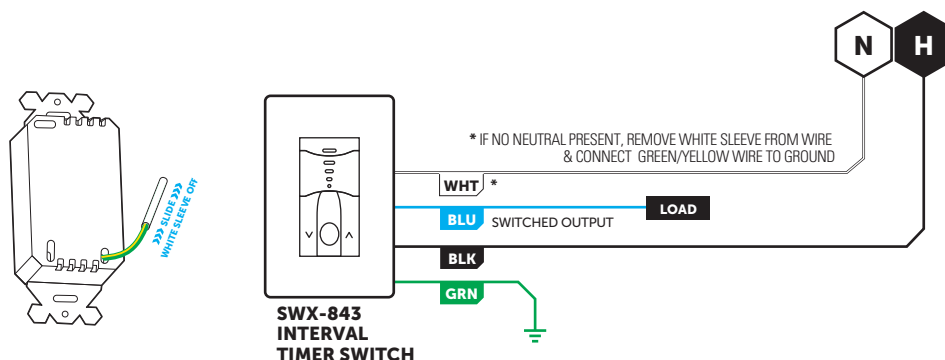 N
H
* IF NO NEUTRAL PRESENT, REMOVE WHITE SLEEVE FROM WIRE
& CONNECT GREEN/YELLOW WIRE TO GROUND
WHT *
BLU SWITCHED OUTPUT LOAD
BLK
GRN
SWX-843
INTERVAL
TIMER SWITCH
>>> SLIDE >>>
WHITE SLEEVE OFF